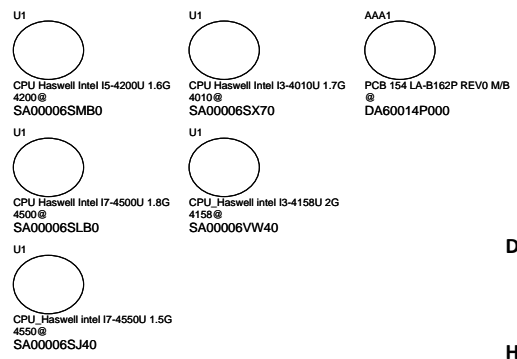 U1
CPU Haswell Intel I5-4200U 1.6G
4200@
SA00006SMB0
U1
CPU Haswell Intel I3-4010U 1.7G
4010@
SA00006SX70
AAA1
PCB 154 LA-B162P REV0 M/B
@
DA60014P000
U1
CPU Haswell Intel I7-4500U 1.8G
4500@
SA00006SLB0
U1
CPU_Haswell intel I3-4158U 2G
4158@
SA00006VW40
D
U1
CPU_Haswell intel I7-4550U 1.5G
4550@
SA00006SJ40
H